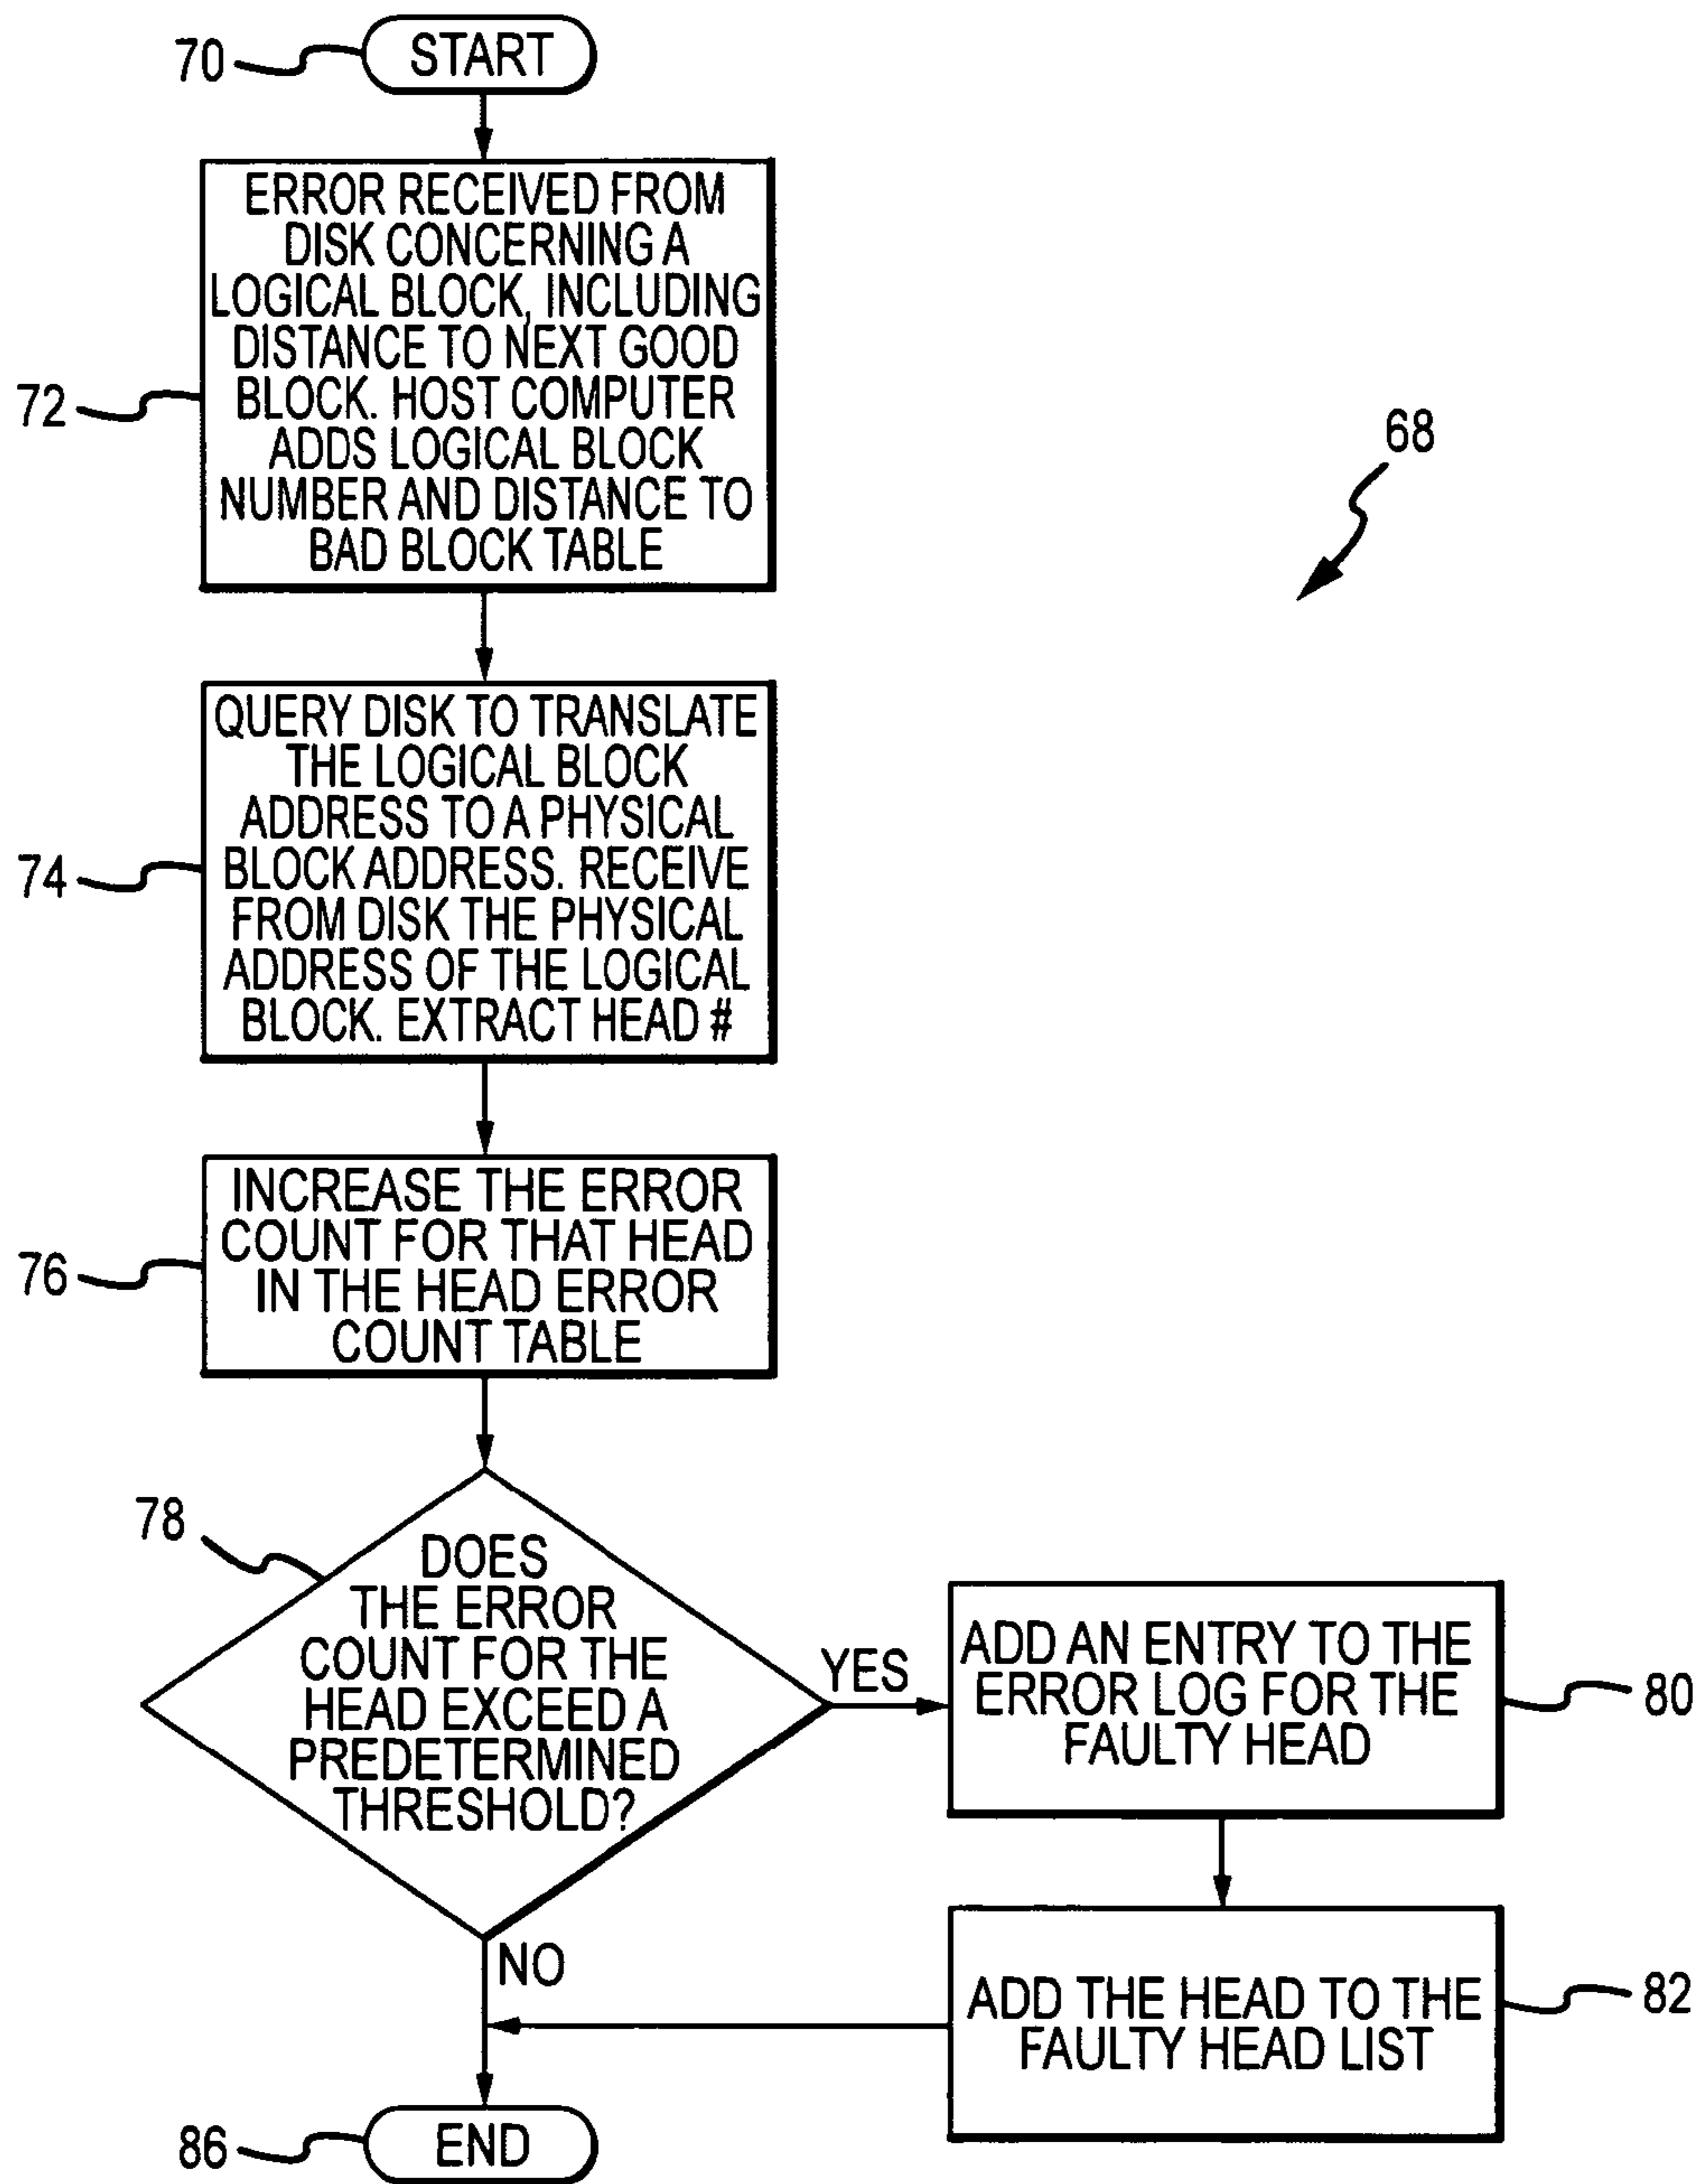 70
START
ERROR RECEIVED FROM
DISK CONCERNING A
LOGICAL BLOCK, INCLUDING
DISTANCE TO NEXT GOOD
BLOCK. HOST COMPUTER
ADDS LOGICAL BLOCK
NUMBER AND DISTANCE TO
BAD BLOCK TABLE
72
68
QUERY DISK TO TRANSLATE
THE LOGICAL BLOCK
ADDRESS TO A PHYSICAL
BLOCK ADDRESS. RECEIVE
FROM DISK THE PHYSICAL
ADDRESS OF THE LOGICAL
BLOCK. EXTRACT HEAD #
74
INCREASE THE ERROR
COUNT FOR THAT HEAD
IN THE HEAD ERROR
COUNT TABLE
76
78
DOES
THE ERROR
COUNT FOR THE
HEAD EXCEED A
PREDETERMINED
THRESHOLD?
YES
ADD AN ENTRY TO THE
ERROR LOG FOR THE
FAULTY HEAD
80
NO
ADD THE HEAD TO THE
FAULTY HEAD LIST
82
86
END